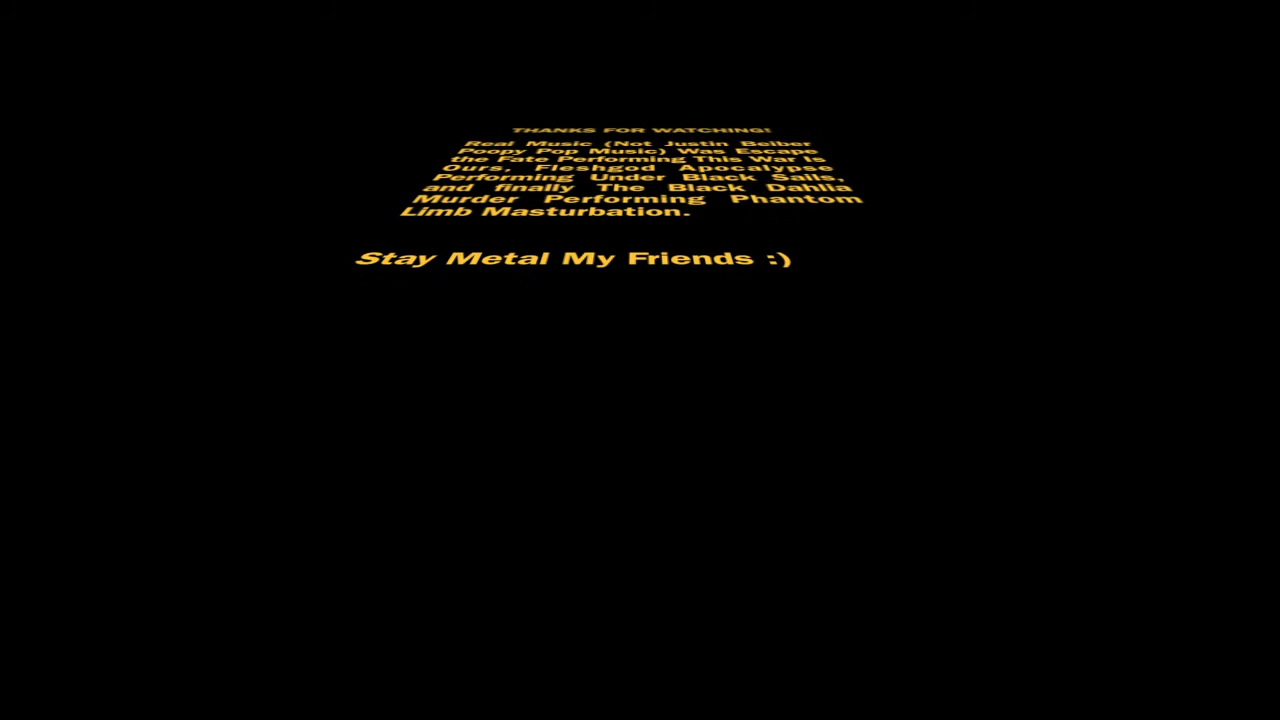 THANKS FOR WATCHING!
Real Music (Not Justin Beiber
Poopy Pop Music) Was Escape
the Fate Performing This War Is
Ours, Fleshgod Apocalypse
Performing Under Black Sails,
and finally The Black Dahlia
Murder Performing Phantom
Limb Masturbation.
Stay Metal My Friends :)